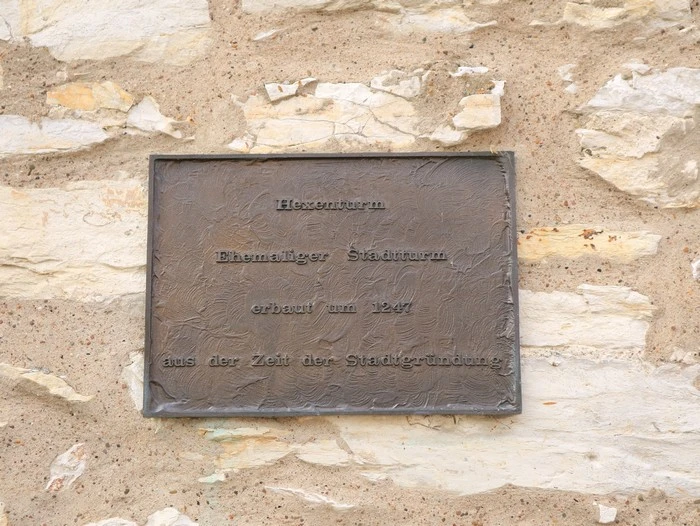 Hexenturm
Ehemaliger Stadtturm
erbaut um 1247
aus der Zeit der Stadtgründung